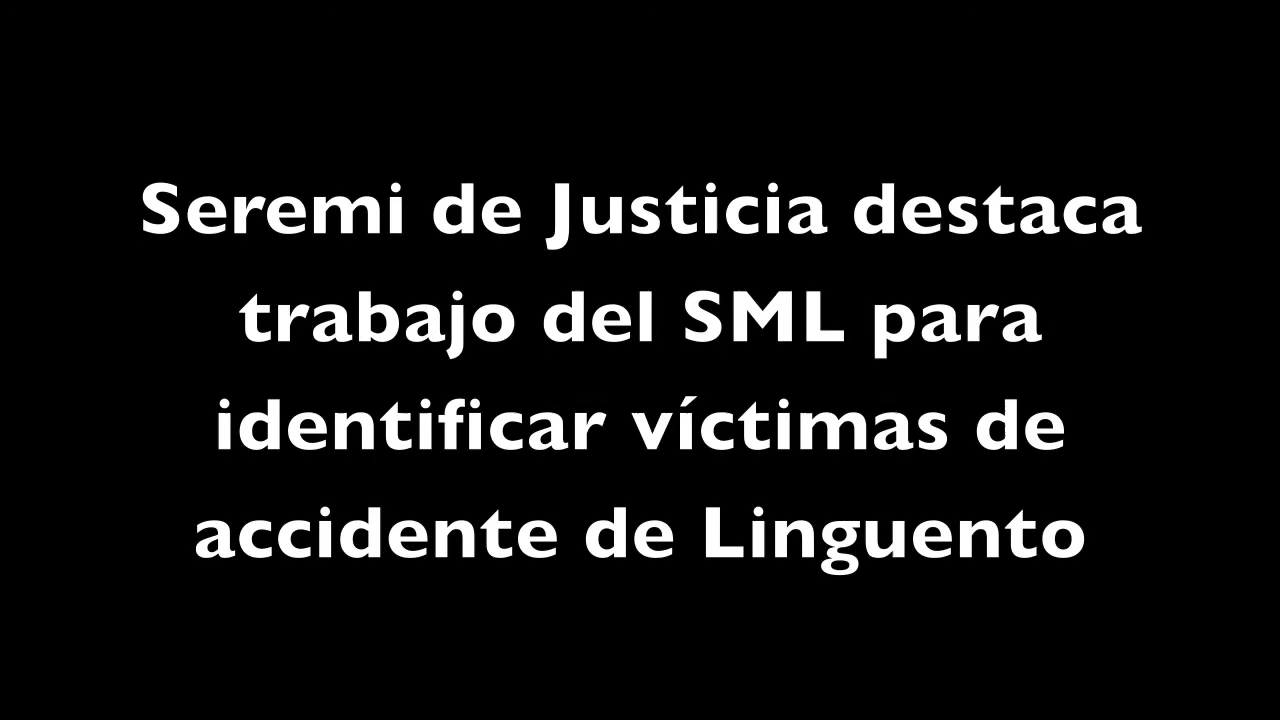 Seremi de Justicia destaca
trabajo del SML para
identificar víctimas de
accidente de Linguento